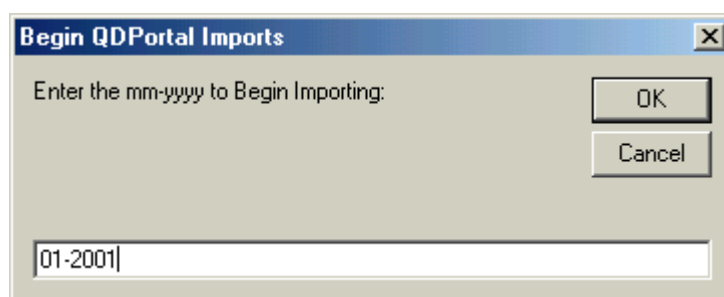 Begin QDPortal Imports
Enter the mm-yyyy to Begin Importing:
OK
Cancel
01-2001